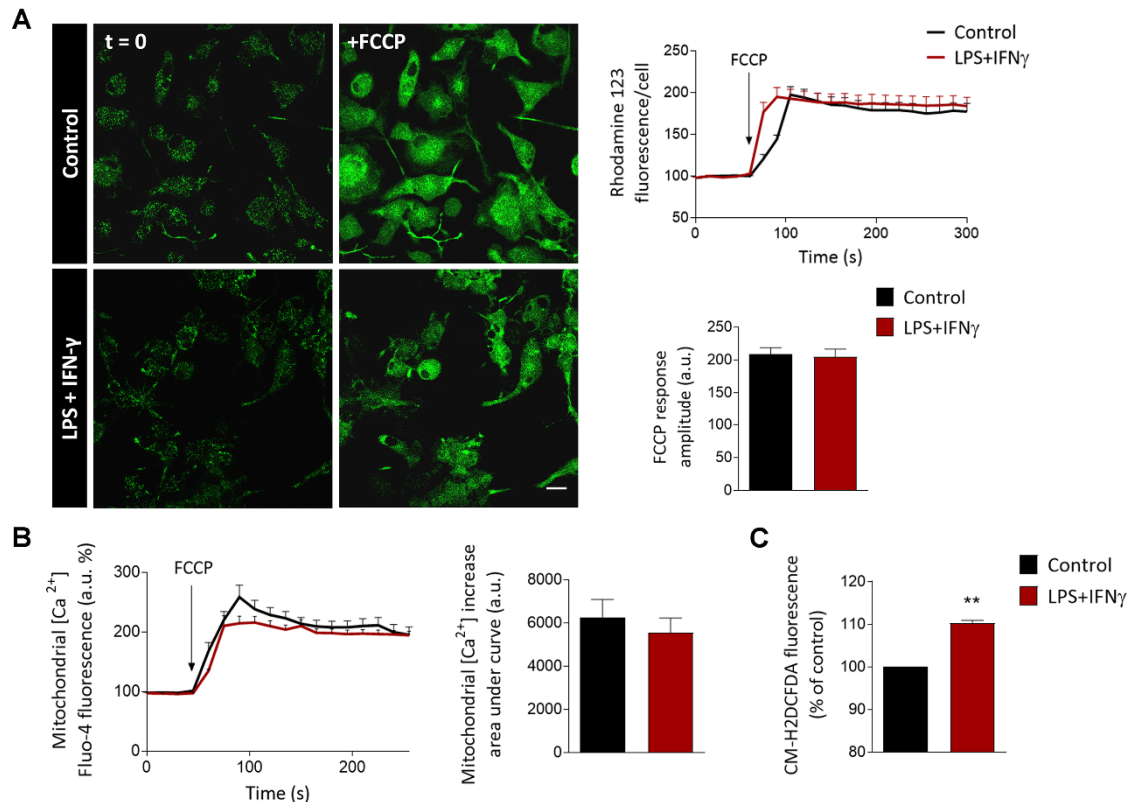 A
t = 0
+FCCP
Control
LPS + IFN-γ
Control
LPS+IFNγ
FCCP
Rhodamine 123
fluorescence/cell
250
200
150
100
50
0
100
200
300
Time (s)
Control
LPS+IFNγ
FCCP response
amplitude (a.u.)
250
200
150
100
50
0
B
FCCP
Mitochondrial [Ca 2+]
Fluo-4 fluorescence (a.u. %)
300
200
100
0
100
200
Time (s)
Mitochondrial [Ca2+] increase
area under curve (a.u.)
8000
6000
4000
2000
0
C
Control
LPS+IFNγ
CM-H2DCFDA fluorescence
(% of control)
120
110
100
90
80
**